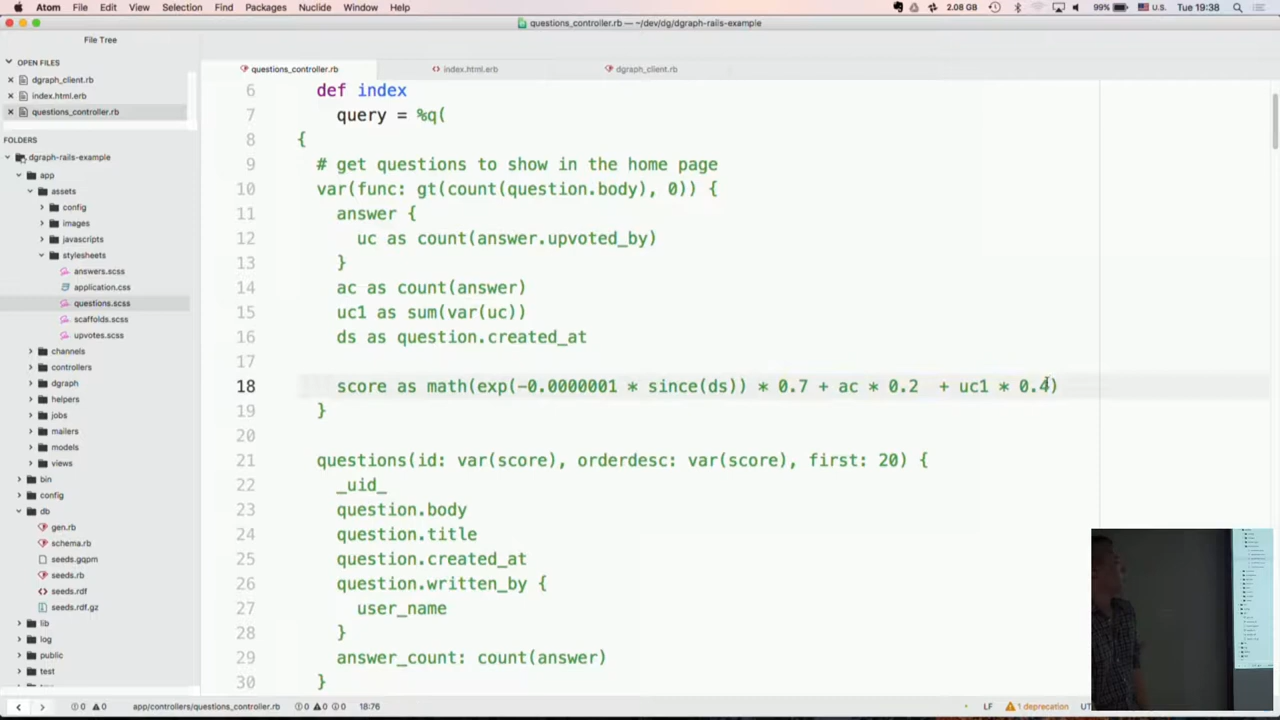 Atom File Edit View Selection Find Packages Nuclide Window Help 2.08 GB 99% U.S. Tue 19:38
questions_controller.rb — ~/dev/dg/dgraph-rails-example
File Tree
OPEN FILES
dgraph_client.rb
index.html.erb
questions_controller.rb
FOLDERS
dgraph-rails-example
app
assets
config
images
javascripts
stylesheets
answers.scss
application.css
questions.scss
scaffolds.scss
upvotes.scss
channels
controllers
dgraph
helpers
jobs
mailers
models
views
bin
config
db
gen.rb
schema.rb
seeds.gqpm
seeds.rb
seeds.rdf
seeds.rdf.gz
lib
log
public
test
questions_controller.rb index.html.erb dgraph_client.rb
6 def index
7 query = %q(
8 {
9 # get questions to show in the home page
10 var(func: gt(count(question.body), 0)) {
11 answer {
12 uc as count(answer.upvoted_by)
13 }
14 ac as count(answer)
15 uc1 as sum(var(uc))
16 ds as question.created_at
17
18 score as math(exp(-0.0000001 * since(ds)) * 0.7 + ac * 0.2 + uc1 * 0.4)
19 }
20
21 questions(id: var(score), orderdesc: var(score), first: 20) {
22 _uid_
23 question.body
24 question.title
25 question.created_at
26 question.written_by {
27 user_name
28 }
29 answer_count: count(answer)
30 }
0 0 app/controllers/questions_controller.rb 0 0 0 18:76 LF 1 deprecation